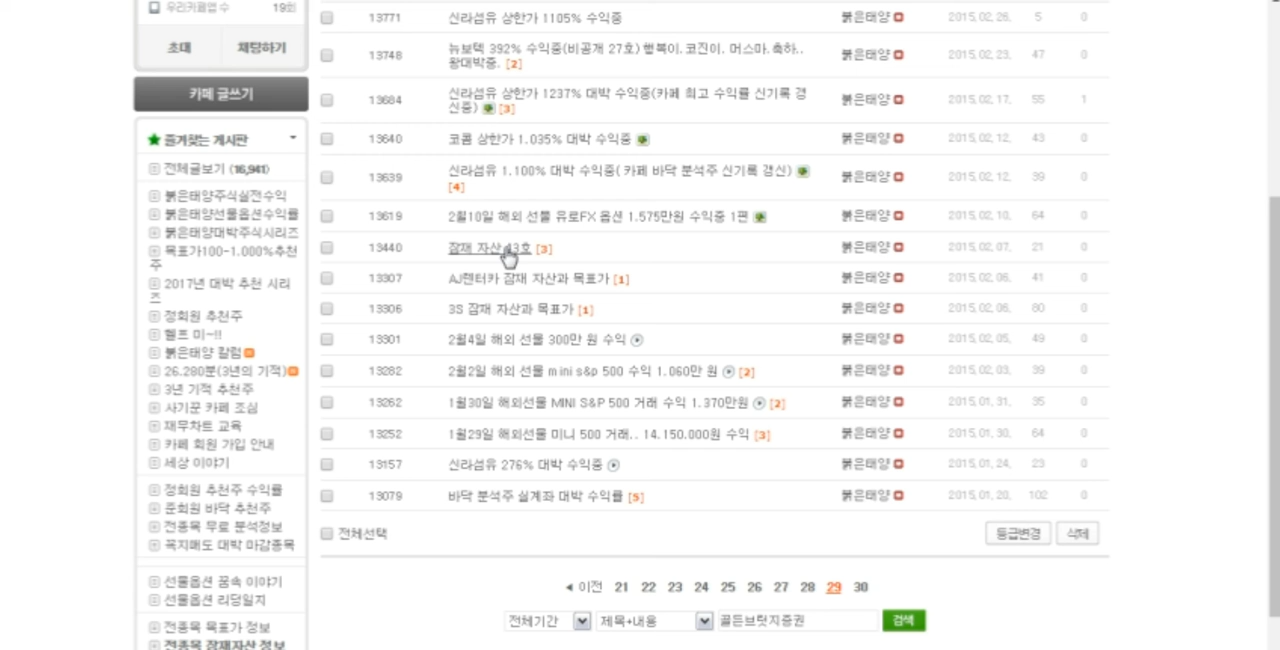 우리카페앱 수 19회
초대 채팅하기
카페 글쓰기
즐겨찾는 게시판
전체글보기 (16,941)
붉은태양주식실전수익
붉은태양선물옵션수익률
붉은태양대박주식시리즈
목표가100-1.000%추천
주
2017년 대박 추천 시리
즈
정회원 추천주
헬프 미~!!
붉은태양 칼럼
26.280분(3년의 기적)
3년 기적 추천주
사기꾼 카페 조심
재무차트 교육
카페 회원 가입 안내
세상 이야기
정회원 추천주 수익률
준회원 바닥 추천주
전종목 무료 분석정보
꼭지매도 대박 마감종목
선물옵션 꿈속 이야기
선물옵션 리딩일지
전종목 목표가 정보
전종목 잠재자산 정보
13771 신라섬유 상한가 1105% 수익중 붉은태양 2015.02.26. 5 0
13748 뉴보텍 392% 수익중(비공개 27호) 행복이.코진이. 머스마.축하..
왕대박중. [2] 붉은태양 2015.02.23. 47 0
13684 신라섬유 상한가 1237% 대박 수익중(카페 최고 수익률 신기록 갱
신중) [3] 붉은태양 2015.02.17. 55 1
13640 코콤 상한가 1.035% 대박 수익중 붉은태양 2015.02.12. 43 0
13639 신라섬유 1.100% 대박 수익중( 카페 바닥 분석주 신기록 갱신)
[4] 붉은태양 2015.02.12. 39 0
13619 2월10일 해외 선물 유로FX 옵션 1.575만원 수익중 1편 붉은태양 2015.02.10. 64 0
13440 잠재 자산 43호 [3] 붉은태양 2015.02.07. 21 0
13307 AJ렌터카 잠재 자산과 목표가 [1] 붉은태양 2015.02.06. 41 0
13306 3S 잠재 자산과 목표가 [1] 붉은태양 2015.02.06. 80 0
13301 2월4일 해외 선물 300만 원 수익 붉은태양 2015.02.05. 49 0
13282 2월2일 해외 선물 mini s&p 500 수익 1.060만 원 [2] 붉은태양 2015.02.03. 39 0
13262 1월30일 해외선물 MINI S&P 500 거래 수익 1.370만원 [2] 붉은태양 2015.01.31. 35 0
13252 1월29일 해외선물 미니 500 거래.. 14.150.000원 수익 [3] 붉은태양 2015.01.30. 64 0
13157 신라섬유 276% 대박 수익중 붉은태양 2015.01.24. 23 0
13079 바닥 분석주 실계좌 대박 수익률 [5] 붉은태양 2015.01.20. 102 0
전체선택 등급변경 삭제
이전 21 22 23 24 25 26 27 28 29 30
전체기간 제목+내용 골든브릿지증권 검색